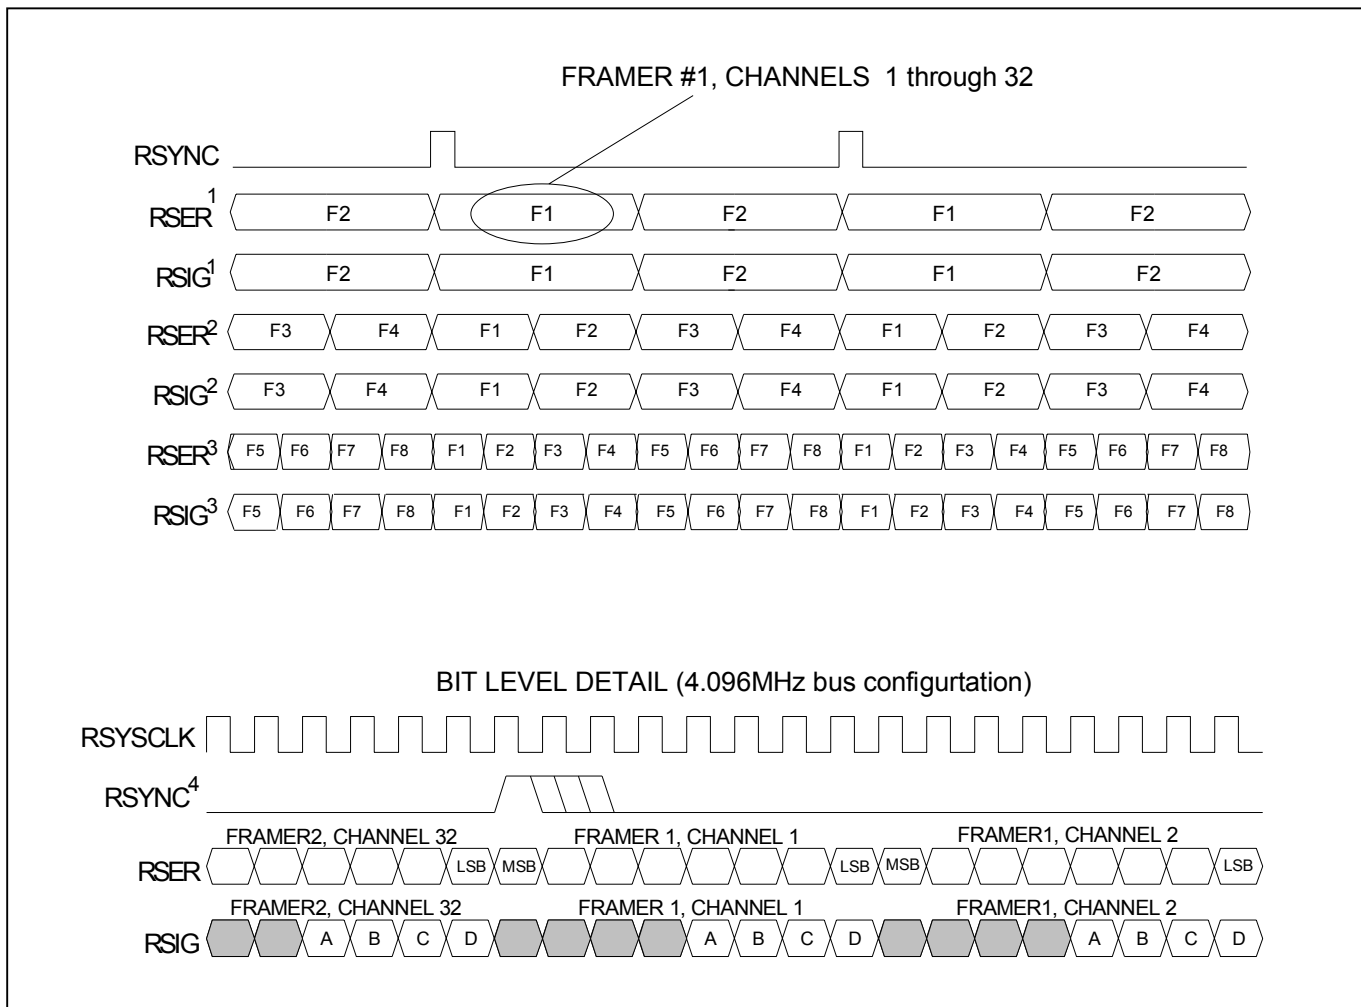 FRAMER #1, CHANNELS 1 through 32
RSYNC
RSER1 F2 F1 F2 F1 F2
RSIG1 F2 F1 F2 F1 F2
RSER2 F3 F4 F1 F2 F3 F4 F1 F2 F3 F4
RSIG2 F3 F4 F1 F2 F3 F4 F1 F2 F3 F4
RSER3 F5 F6 F7 F8 F1 F2 F3 F4 F5 F6 F7 F8 F1 F2 F3 F4 F5 F6 F7 F8
RSIG3 F5 F6 F7 F8 F1 F2 F3 F4 F5 F6 F7 F8 F1 F2 F3 F4 F5 F6 F7 F8
BIT LEVEL DETAIL (4.096MHz bus configurtation)
RSYSCLK
RSYNC4
FRAMER2, CHANNEL 32 FRAMER 1, CHANNEL 1 FRAMER1, CHANNEL 2
RSER LSB MSB LSB MSB LSB
FRAMER2, CHANNEL 32 FRAMER 1, CHANNEL 1 FRAMER1, CHANNEL 2
RSIG A B C D A B C D A B C D